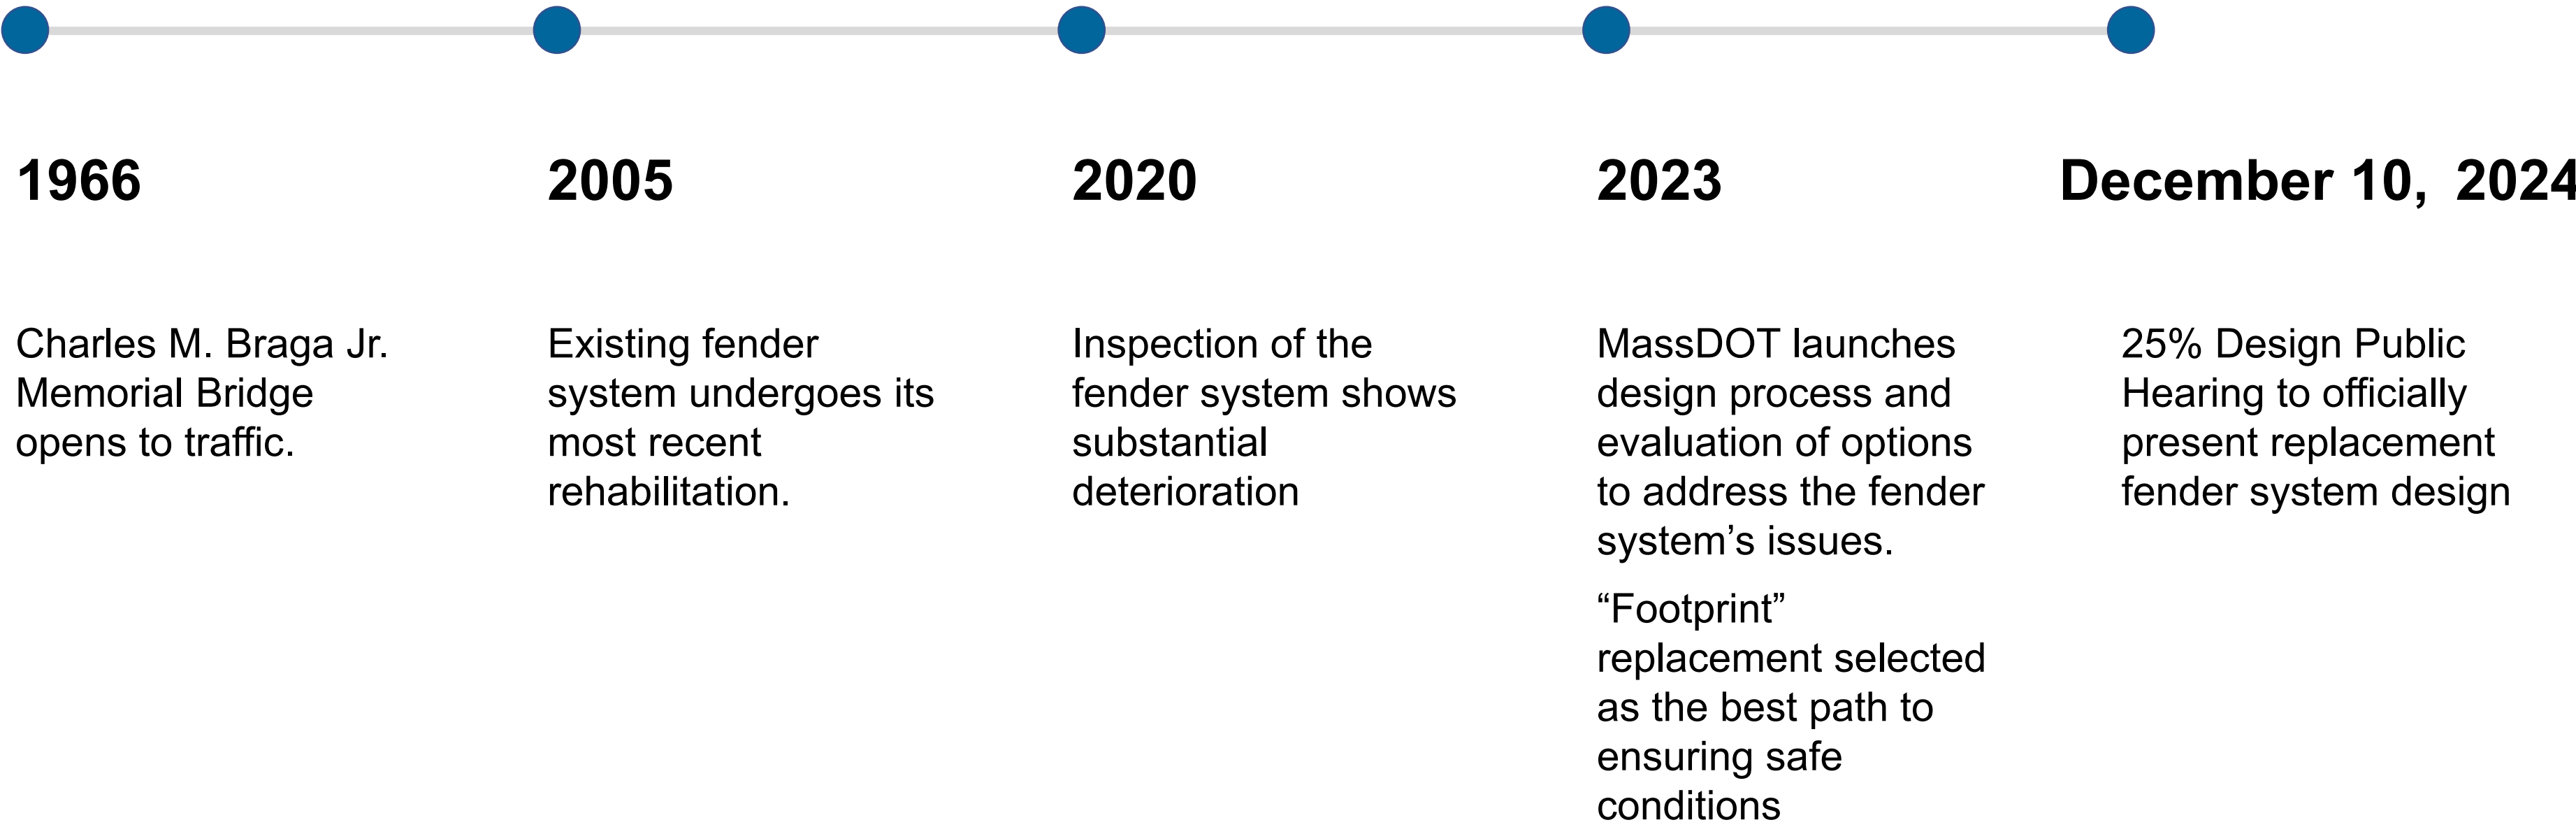 1966
Charles M. Braga Jr.
Memorial Bridge
opens to traffic.
2005
Existing fender
system undergoes its
most recent
rehabilitation.
2020
Inspection of the
fender system shows
substantial
deterioration
2023
MassDOT launches
design process and
evaluation of options
to address the fender
system’s issues.
“Footprint”
replacement selected
as the best path to
ensuring safe
conditions
December 10, 2024
25% Design Public
Hearing to officially
present replacement
fender system design